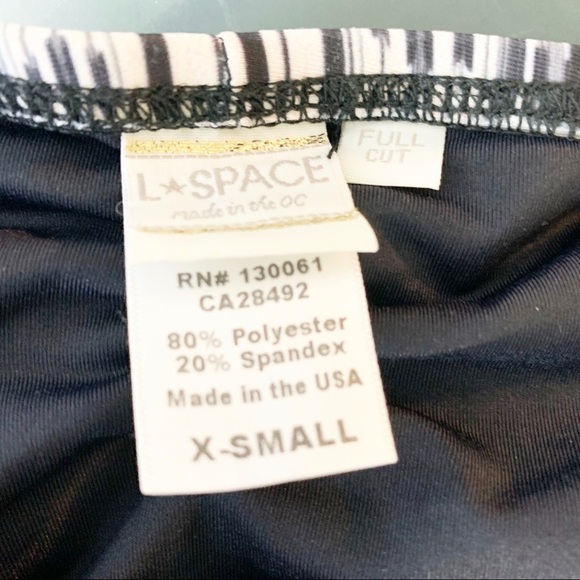 L★SPACE
made in the OC
FULL
CUT
RN# 130061
CA28492
80% Polyester
20% Spandex
Made in the USA
X-SMALL